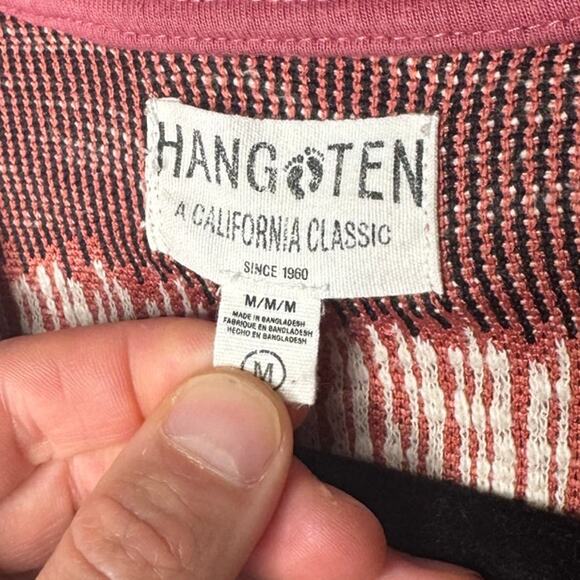 HANG TEN
A CALIFORNIA CLASSIC
SINCE 1960
M/M/M
MADE IN BANGLADESH
FABRIQUE EN BANGLADESH
HECHO EN BANGLADESH
M